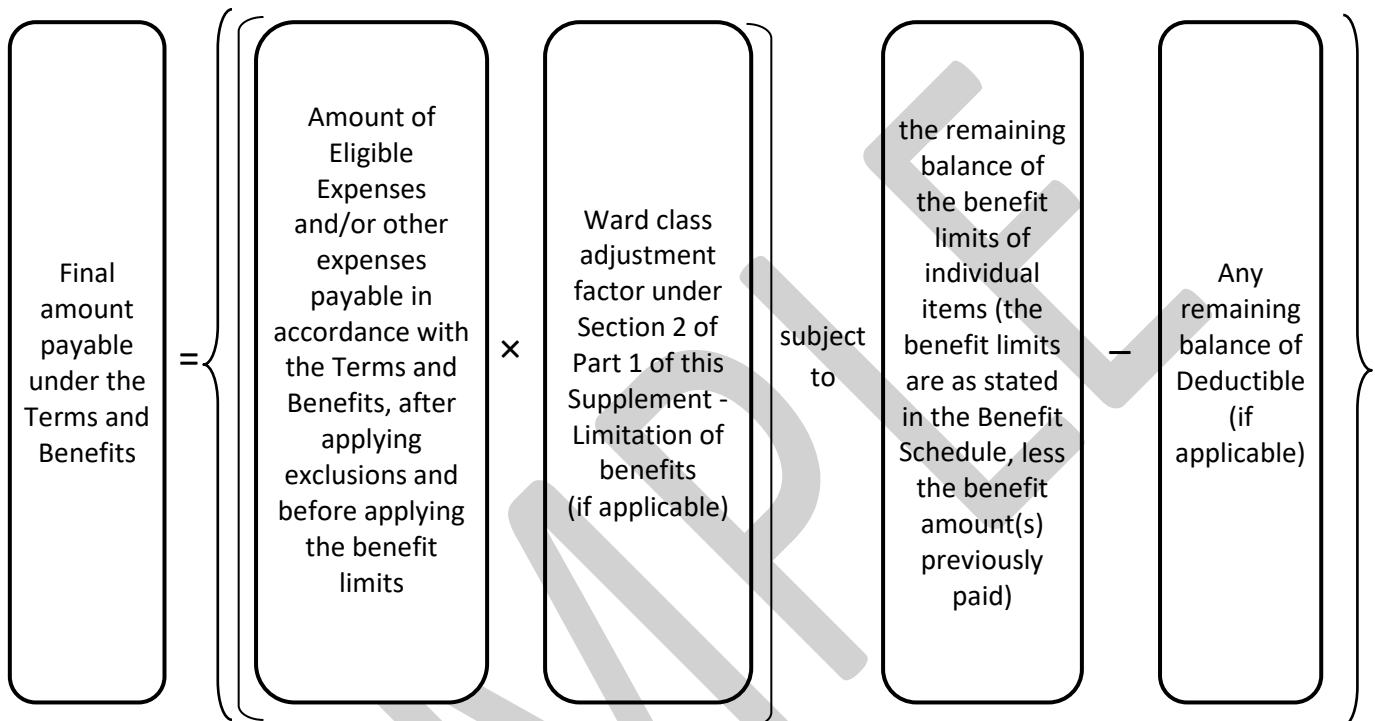 Final
amount
payable
under the
Terms and
Benefits
=
Amount of
Eligible
Expenses
and/or other
expenses
payable in
accordance with
the Terms and
Benefits, after
applying
exclusions and
before applying
the benefit
limits
×
Ward class
adjustment
factor under
Section 2 of
Part 1 of this
Supplement -
Limitation of
benefits
(if applicable)
subject
to
the remaining
balance of
the benefit
limits of
individual
items (the
benefit limits
are as stated
in the Benefit
Schedule, less
the benefit
amount(s)
previously
paid)
–
Any
remaining
balance of
Deductible
(if
applicable)
MPLE